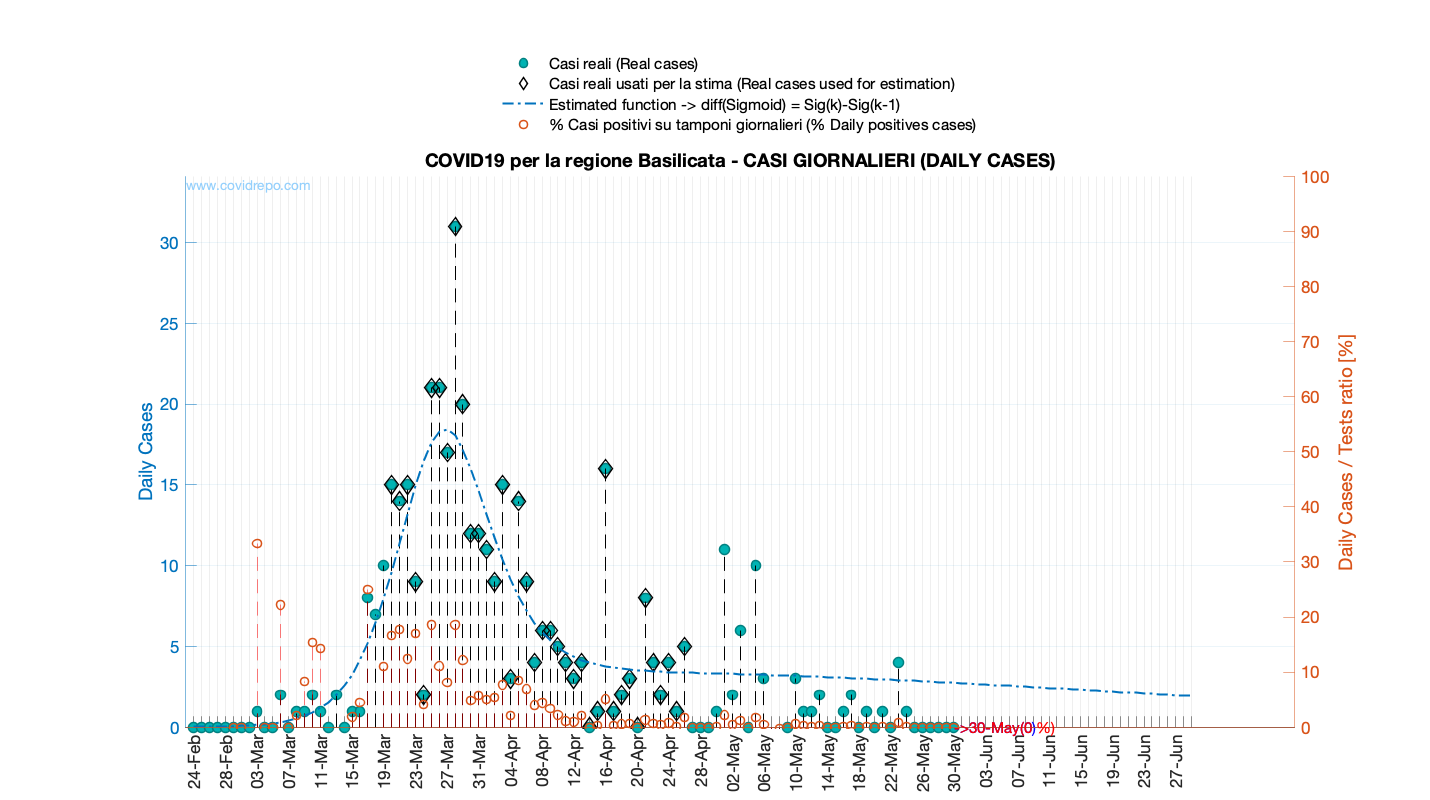 Casi reali (Real cases)
Casi reali usati per la stima (Real cases used for estimation)
Estimated function -> diff(Sigmoid) = Sig(k)-Sig(k-1)
% Casi positivi su tamponi giornalieri (% Daily positives cases)
COVID19 per la regione Basilicata - CASI GIORNALIERI (DAILY CASES)
www.covidrepo.com
Daily Cases
30
25
20
15
10
5
0
100
90
80
70
60
50
40
30
20
10
0
Daily Cases / Tests ratio [%]
->30-May(0)%)
24-Feb
28-Feb
03-Mar
07-Mar
11-Mar
15-Mar
19-Mar
23-Mar
27-Mar
31-Mar
04-Apr
08-Apr
12-Apr
16-Apr
20-Apr
24-Apr
28-Apr
02-May
06-May
10-May
14-May
18-May
22-May
26-May
30-May
03-Jun
07-Jun
11-Jun
15-Jun
19-Jun
23-Jun
27-Jun